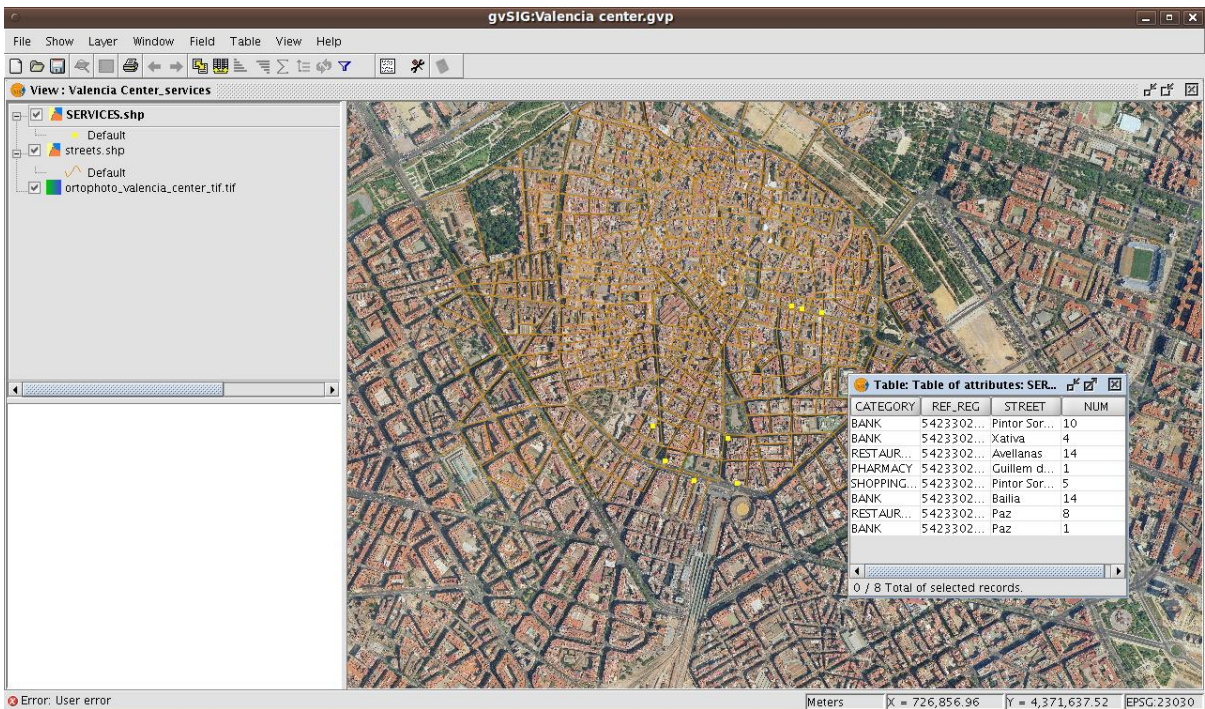 gvSIG:Valencia center.gvp
File Show Layer Window Field Table View Help
View : Valencia Center_services
SERVICES.shp
Default
streets.shp
Default
ortophoto_valencia_center_tif.tif
Table: Table of attributes: SER...
CATEGORY REF_REG STREET NUM
BANK 5423302... Pintor Sor... 10
BANK 5423302... Xativa 4
RESTAUR... 5423302... Avellanas 14
PHARMACY 5423302... Guillem d... 1
SHOPPING... 5423302... Pintor Sor... 5
BANK 5423302... Bailia 14
RESTAUR... 5423302... Paz 8
BANK 5423302... Paz 1
0 / 8 Total of selected records.
Error: User error
Meters X = 726,856.96 Y = 4,371,637.52 EPSG:23030